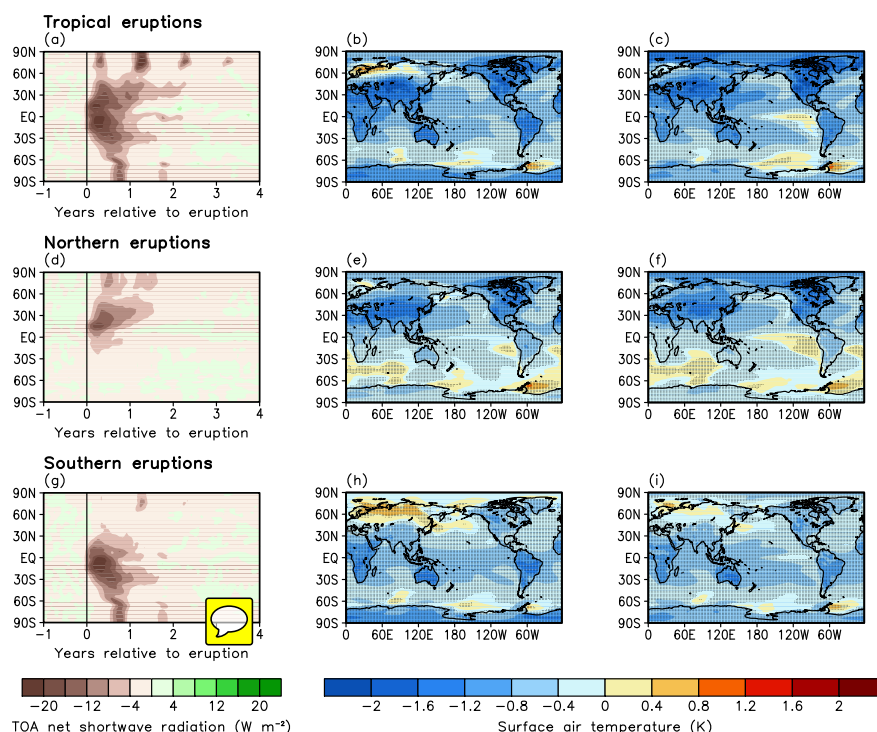 Tropical eruptions
(a)
(b)
(c)
90N
60N
30N
EQ
30S
60S
90S
-1 0 1 2 3 4
Years relative to eruption
90N
60N
30N
EQ
30S
60S
90S
0 60E 120E 180 120W 60W
90N
60N
30N
EQ
30S
60S
90S
0 60E 120E 180 120W 60W
Northern eruptions
(d)
(e)
(f)
90N
60N
30N
EQ
30S
60S
90S
-1 0 1 2 3 4
Years relative to eruption
90N
60N
30N
EQ
30S
60S
90S
0 60E 120E 180 120W 60W
90N
60N
30N
EQ
30S
60S
90S
0 60E 120E 180 120W 60W
Southern eruptions
(g)
(h)
(i)
90N
60N
30N
EQ
30S
60S
90S
-1 0 1 2 3 4
Years relative to eruption
90N
60N
30N
EQ
30S
60S
90S
0 60E 120E 180 120W 60W
90N
60N
30N
EQ
30S
60S
90S
0 60E 120E 180 120W 60W
-20 -12 -4 4 12 20
TOA net shortwave radiation (W m⁻²)
-2 -1.6 -1.2 -0.8 -0.4 0 0.4 0.8 1.2 1.6 2
Surface air temperature (K)